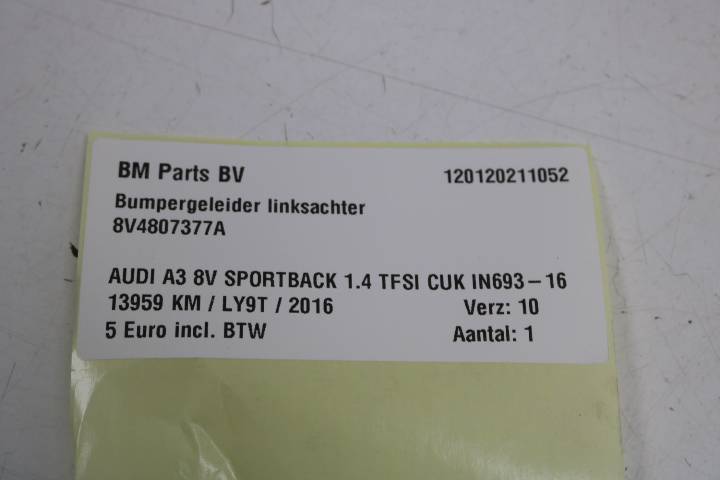 BM Parts BV 120120211052
Bumpergeleider linksachter
8V4807377A
AUDI A3 8V SPORTBACK 1.4 TFSI CUK IN693-16
13959 KM / LY9T / 2016 Verz: 10
5 Euro incl. BTW Aantal: 1